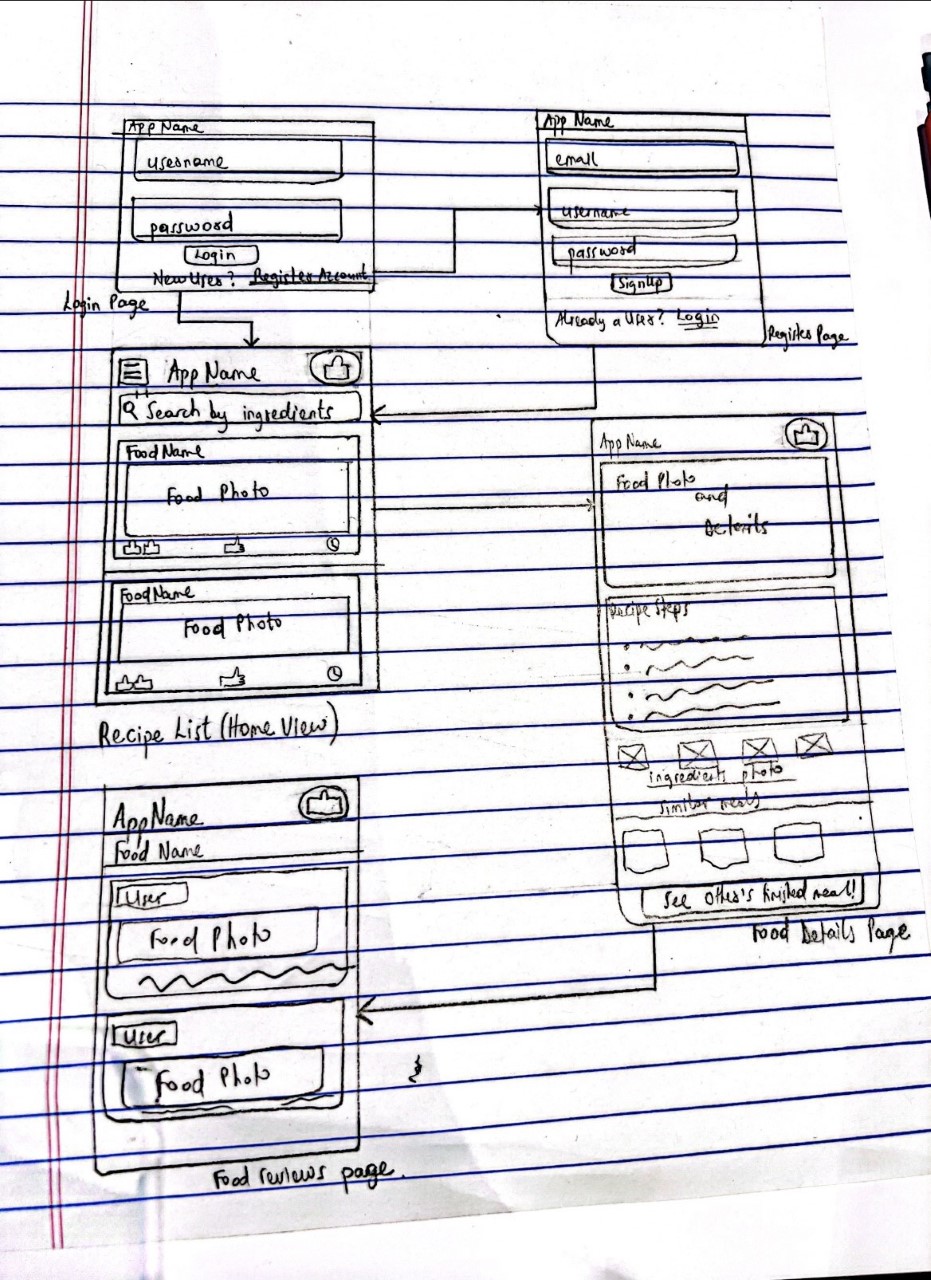 App Name
username
password
Login
New User? Register Account
Login Page
App Name
email
username
password
SignUp
Already a User? Login
Register Page
App Name
Search by ingredients
Food Name
Food Photo
Food Name
Food Photo
Recipe List (Home View)
App Name
Food Photo
and
Details
Recipe Steps
ingredients photo
similar meals
See Other's finished meal!
Food Details Page
App Name
Food Name
User
Food Photo
User
Food Photo
Food reviews page.